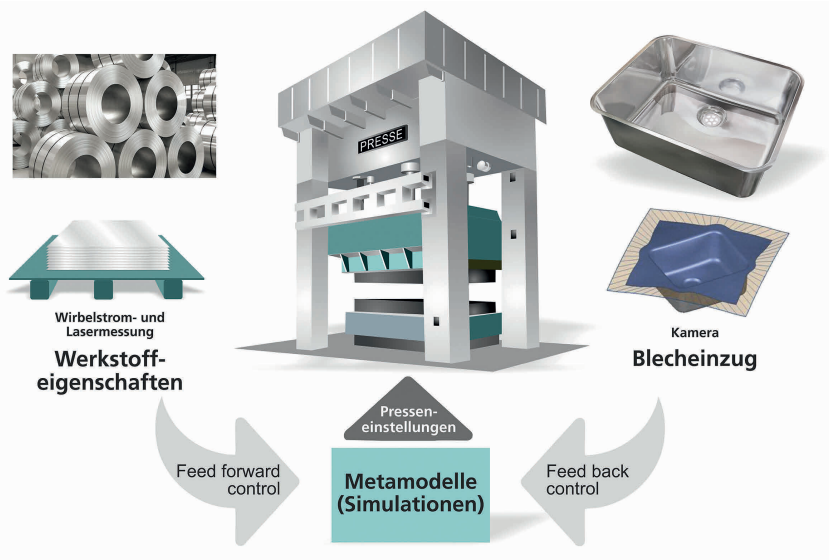 PRESSE
Wirbelstrom- und
Lasermessung
Werkstoff-
eigenschaften
Kamera
Blecheinzug
Pressen-
einstellungen
Feed forward
control
Metamodelle
(Simulationen)
Feed back
control